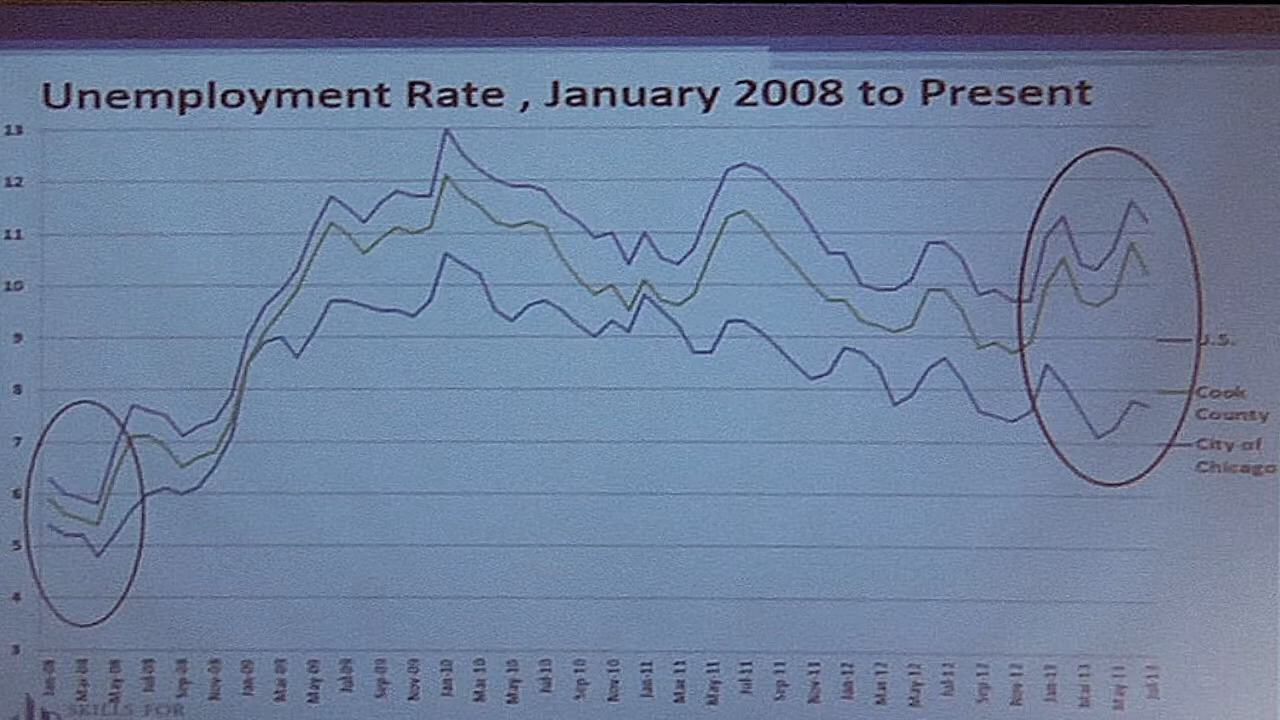 Unemployment Rate , January 2008 to Present
13
12
11
10
9
8
7
6
5
4
3
U.S.
Cook
County
City of
Chicago
Jan-08
Mar-08
May-08
Jul-08
Sep-08
Nov-08
Jan-09
Mar-09
May-09
Jul-09
Sep-09
Nov-09
Jan-10
Mar-10
May-10
Jul-10
Sep-10
Nov-10
Jan-11
Mar-11
May-11
Jul-11
Sep-11
Nov-11
Jan-12
Mar-12
May-12
Jul-12
Sep-12
Nov-12
Jan-13
Mar-13
May-13
Jul-13
SKILLS FOR